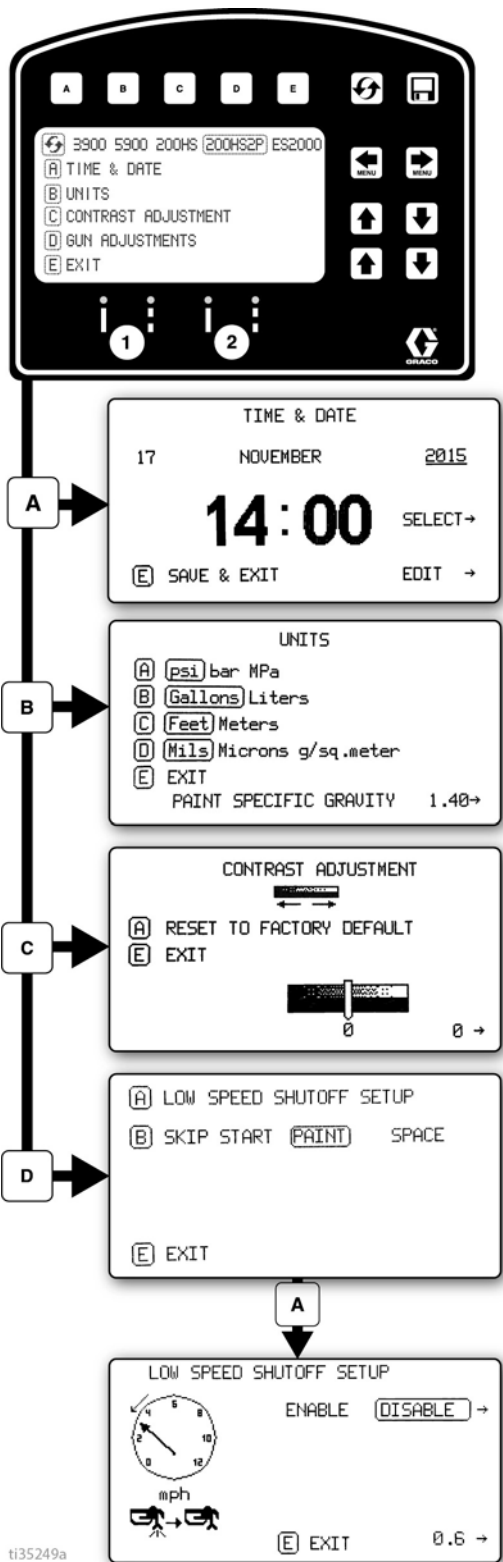 A B C D E
3900 5900 200HS 200HS2P ES2000
A TIME & DATE
B UNITS
C CONTRAST ADJUSTMENT
D GUN ADJUSTMENTS
E EXIT
MENU MENU
1 2
GRACO
A
TIME & DATE
17 NOVEMBER 2015
14:00
SELECT→
E SAVE & EXIT EDIT →
B
UNITS
A psi bar MPa
B Gallons Liters
C Feet Meters
D Mils Microns g/sq.meter
E EXIT
PAINT SPECIFIC GRAVITY 1.40→
C
CONTRAST ADJUSTMENT
A RESET TO FACTORY DEFAULT
E EXIT
0 0 →
D
A LOW SPEED SHUTOFF SETUP
B SKIP START PAINT SPACE
E EXIT
A
LOW SPEED SHUTOFF SETUP
ENABLE DISABLE →
0 2 4 6 8 10 12
mph
E EXIT 0.6 →
ti35249a